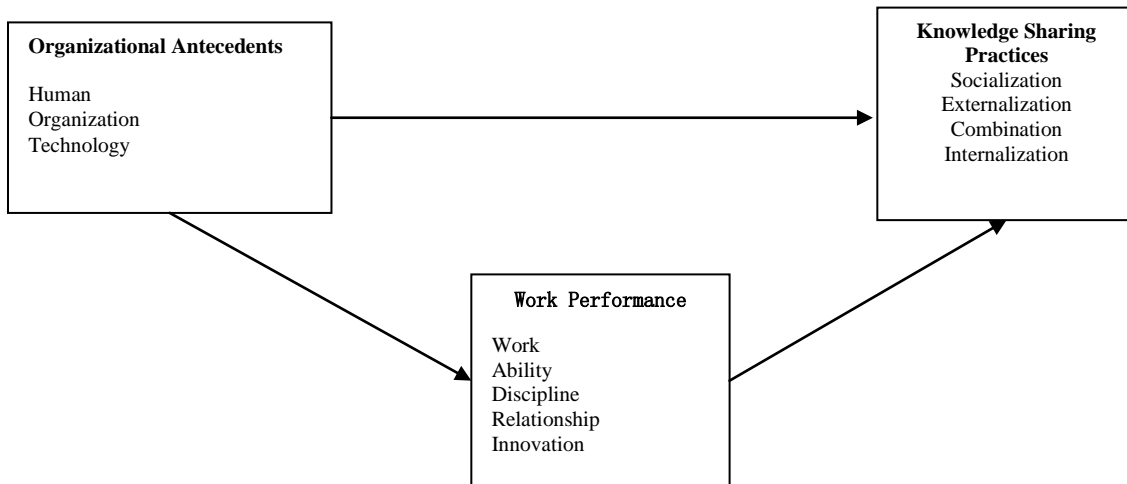 Organizational Antecedents
Human
Organization
Technology
Knowledge Sharing
Practices
Socialization
Externalization
Combination
Internalization
Work Performance
Work
Ability
Discipline
Relationship
Innovation